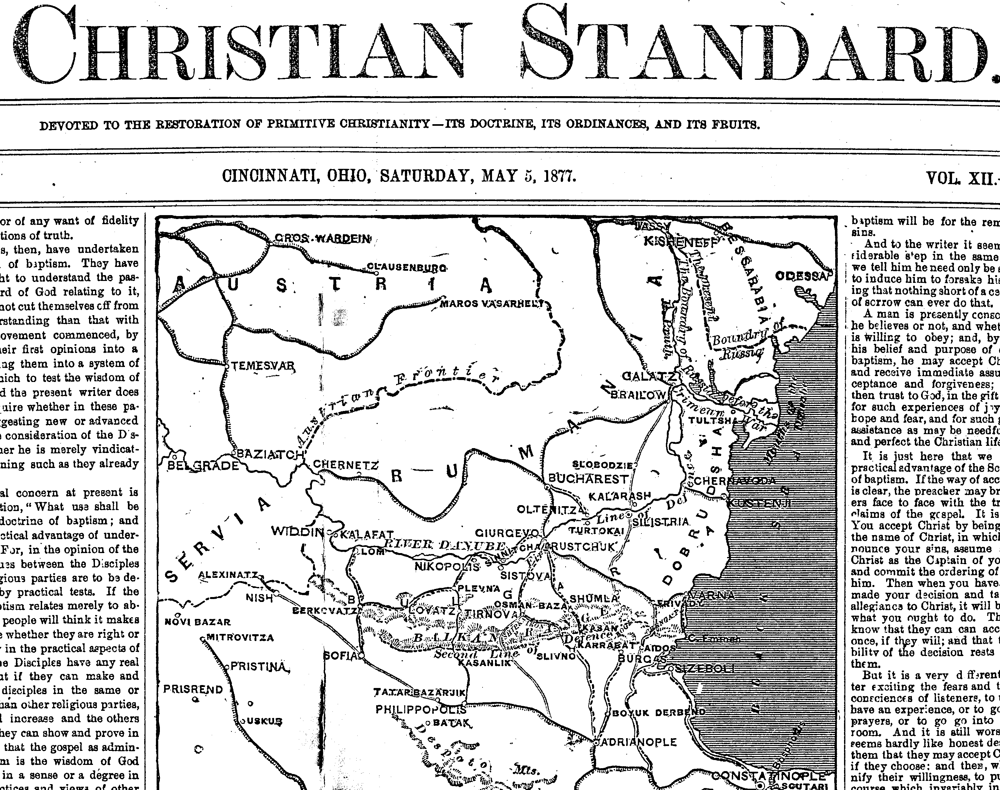 CHRISTIAN STANDARD.
DEVOTED TO THE RESTORATION OF PRIMITIVE CHRISTIANITY—ITS DOCTRINE, ITS ORDINANCES, AND ITS FRUITS.
CINCINNATI, OHIO, SATURDAY, MAY 5, 1877.
VOL. XII.
or of any want of fidelity
tions of truth.
s, then, have undertaken
of baptism. They have
ht to understand the pas-
rd of God relating to it,
not cut themselves off from
rstanding than that with
ovement commenced, by
heir first opinions into a
ing them into a system of
hich to test the wisdom of
d the present writer does
uire whether in these pa-
ggesting new or advanced
e consideration of the Dis-
her he is merely vindicat-
ning such as they already
al concern at present is
tion, "What use shall be
doctrine of baptism; and
ctical advantage of under-
For, in the opinion of the
ues between the Disciples
gious parties are to be de-
by practical tests. If the
ptism relates merely to ab-
people will think it makes
e whether they are right or
in the practical aspects of
he Disciples have any real
at if they can make and
disciples in the same or
han other religious parties,
l increase and the others
they can show and prove in
that the gospel as admin-
m is the wisdom of God
in a sense or a degree in
ctices and views of other
JASSY
BESSARABIA
GROS-WARDEIN
KISHENEFF
CLAUSENBURG
ODESSA
AUSTRIA
MAROS VASARHELY
The present
Boundry of
Russia
The Boundry of Russia before the
Crimean War
R. Pruth
TEMESVAR
Austrian Frontier
GALATZ
BRAILOW
TULTSHA
Mouths of the
Danube
BAZIATCH
BELGRADE
CHERNETZ
RUMANIA
SLOBODZIE
BUCHAREST
CHERNAVODA
KALARASH
KUSTENJI
OLTENITZA
Line of Defence
SILISTRIA
TURTOKAI
DOBRUDSHA
SERVIA
WIDDIN
KALAFAT
GIURGEVO
RIVER DANUBE
LOM
RUSTCHUK
NIKOPOLIS
SISTOVA
ALEXINATZ
NISH
PLEVNA
SHUMLA
VARNA
BERKOVATZ
LOVATZ
TIRNOVA
OSMAN-BAZA
BULGARIA
NOVI BAZAR
MITROVITZA
BALKAN
KASAN
Second Line of Defence
KARRABAT
AIDOS
C. Emineh
SOFIA
KASANLIK
SLIVNO
BURGAS
SIZEBOLI
PRISTINA
PRISREND
TATAR BAZARJIK
PHILIPPOPOLIS
BATAK
USKUB
BOYUK DERBEND
BLACK SEA
Despoto Mts.
ADRIANOPLE
Bosphorus
CONSTANTINOPLE
SCUTARI
baptism will be for the rem
sins.
And to the writer it seem
siderable step in the same
we tell him he need only be s
to induce him to forsake his
ing that nothing short of a
of sorrow can ever do that.
A man is presently consc
he believes or not, and whet
is willing to obey; and, by
his belief and purpose of
baptism, he may accept Ch
and receive immediate assu
ceptance and forgiveness;
then trust to God, in the gift
for such experiences of joy
hope and fear, and for such g
assistance as may be needfu
and perfect the Christian life
It is just here that we
practical advantage of the Sc
of baptism. If the way of acc
is clear, the preacher may br
ers face to face with the tr
claims of the gospel. It is
You accept Christ by being
the name of Christ, in which
nounce your sins, assume
Christ as the Captain of yo
and commit the ordering of
him. Then when you have
made your decision and ta
allegiance to Christ, it will b
what you ought to do. Th
know that they can can acc
once, if they will; and that t
bility of the decision rests
them.
But it is a very different
ter exciting the fears and t
consciences of listeners, to
have an experience, or to go
prayers, or to go go into
room. And it is still wors
seems hardly like honest dea
them that they may accept C
if they choose; and then, w
nify their willingness, to pu
course which invariably in